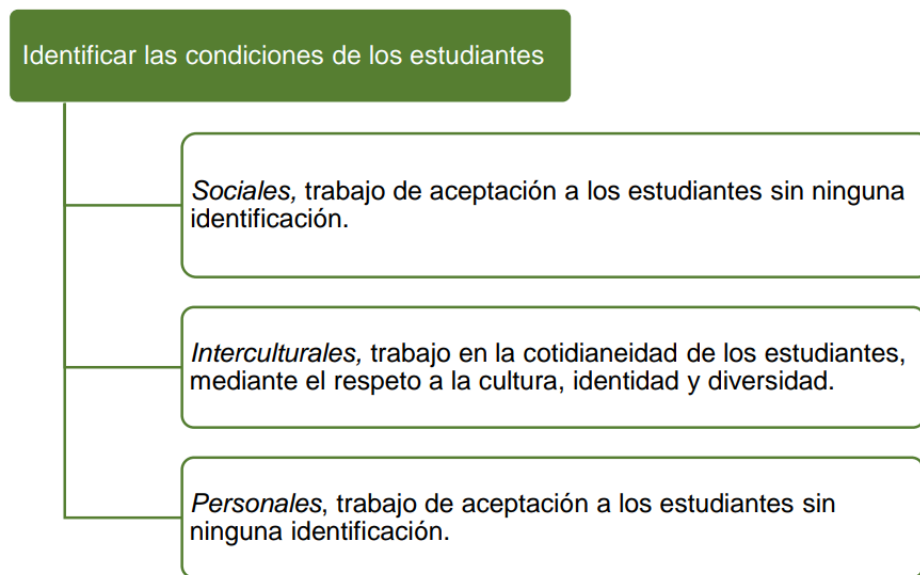 Identificar las condiciones de los estudiantes
Sociales, trabajo de aceptación a los estudiantes sin ninguna
identificación.
Interculturales, trabajo en la cotidianeidad de los estudiantes,
mediante el respeto a la cultura, identidad y diversidad.
Personales, trabajo de aceptación a los estudiantes sin
ninguna identificación.